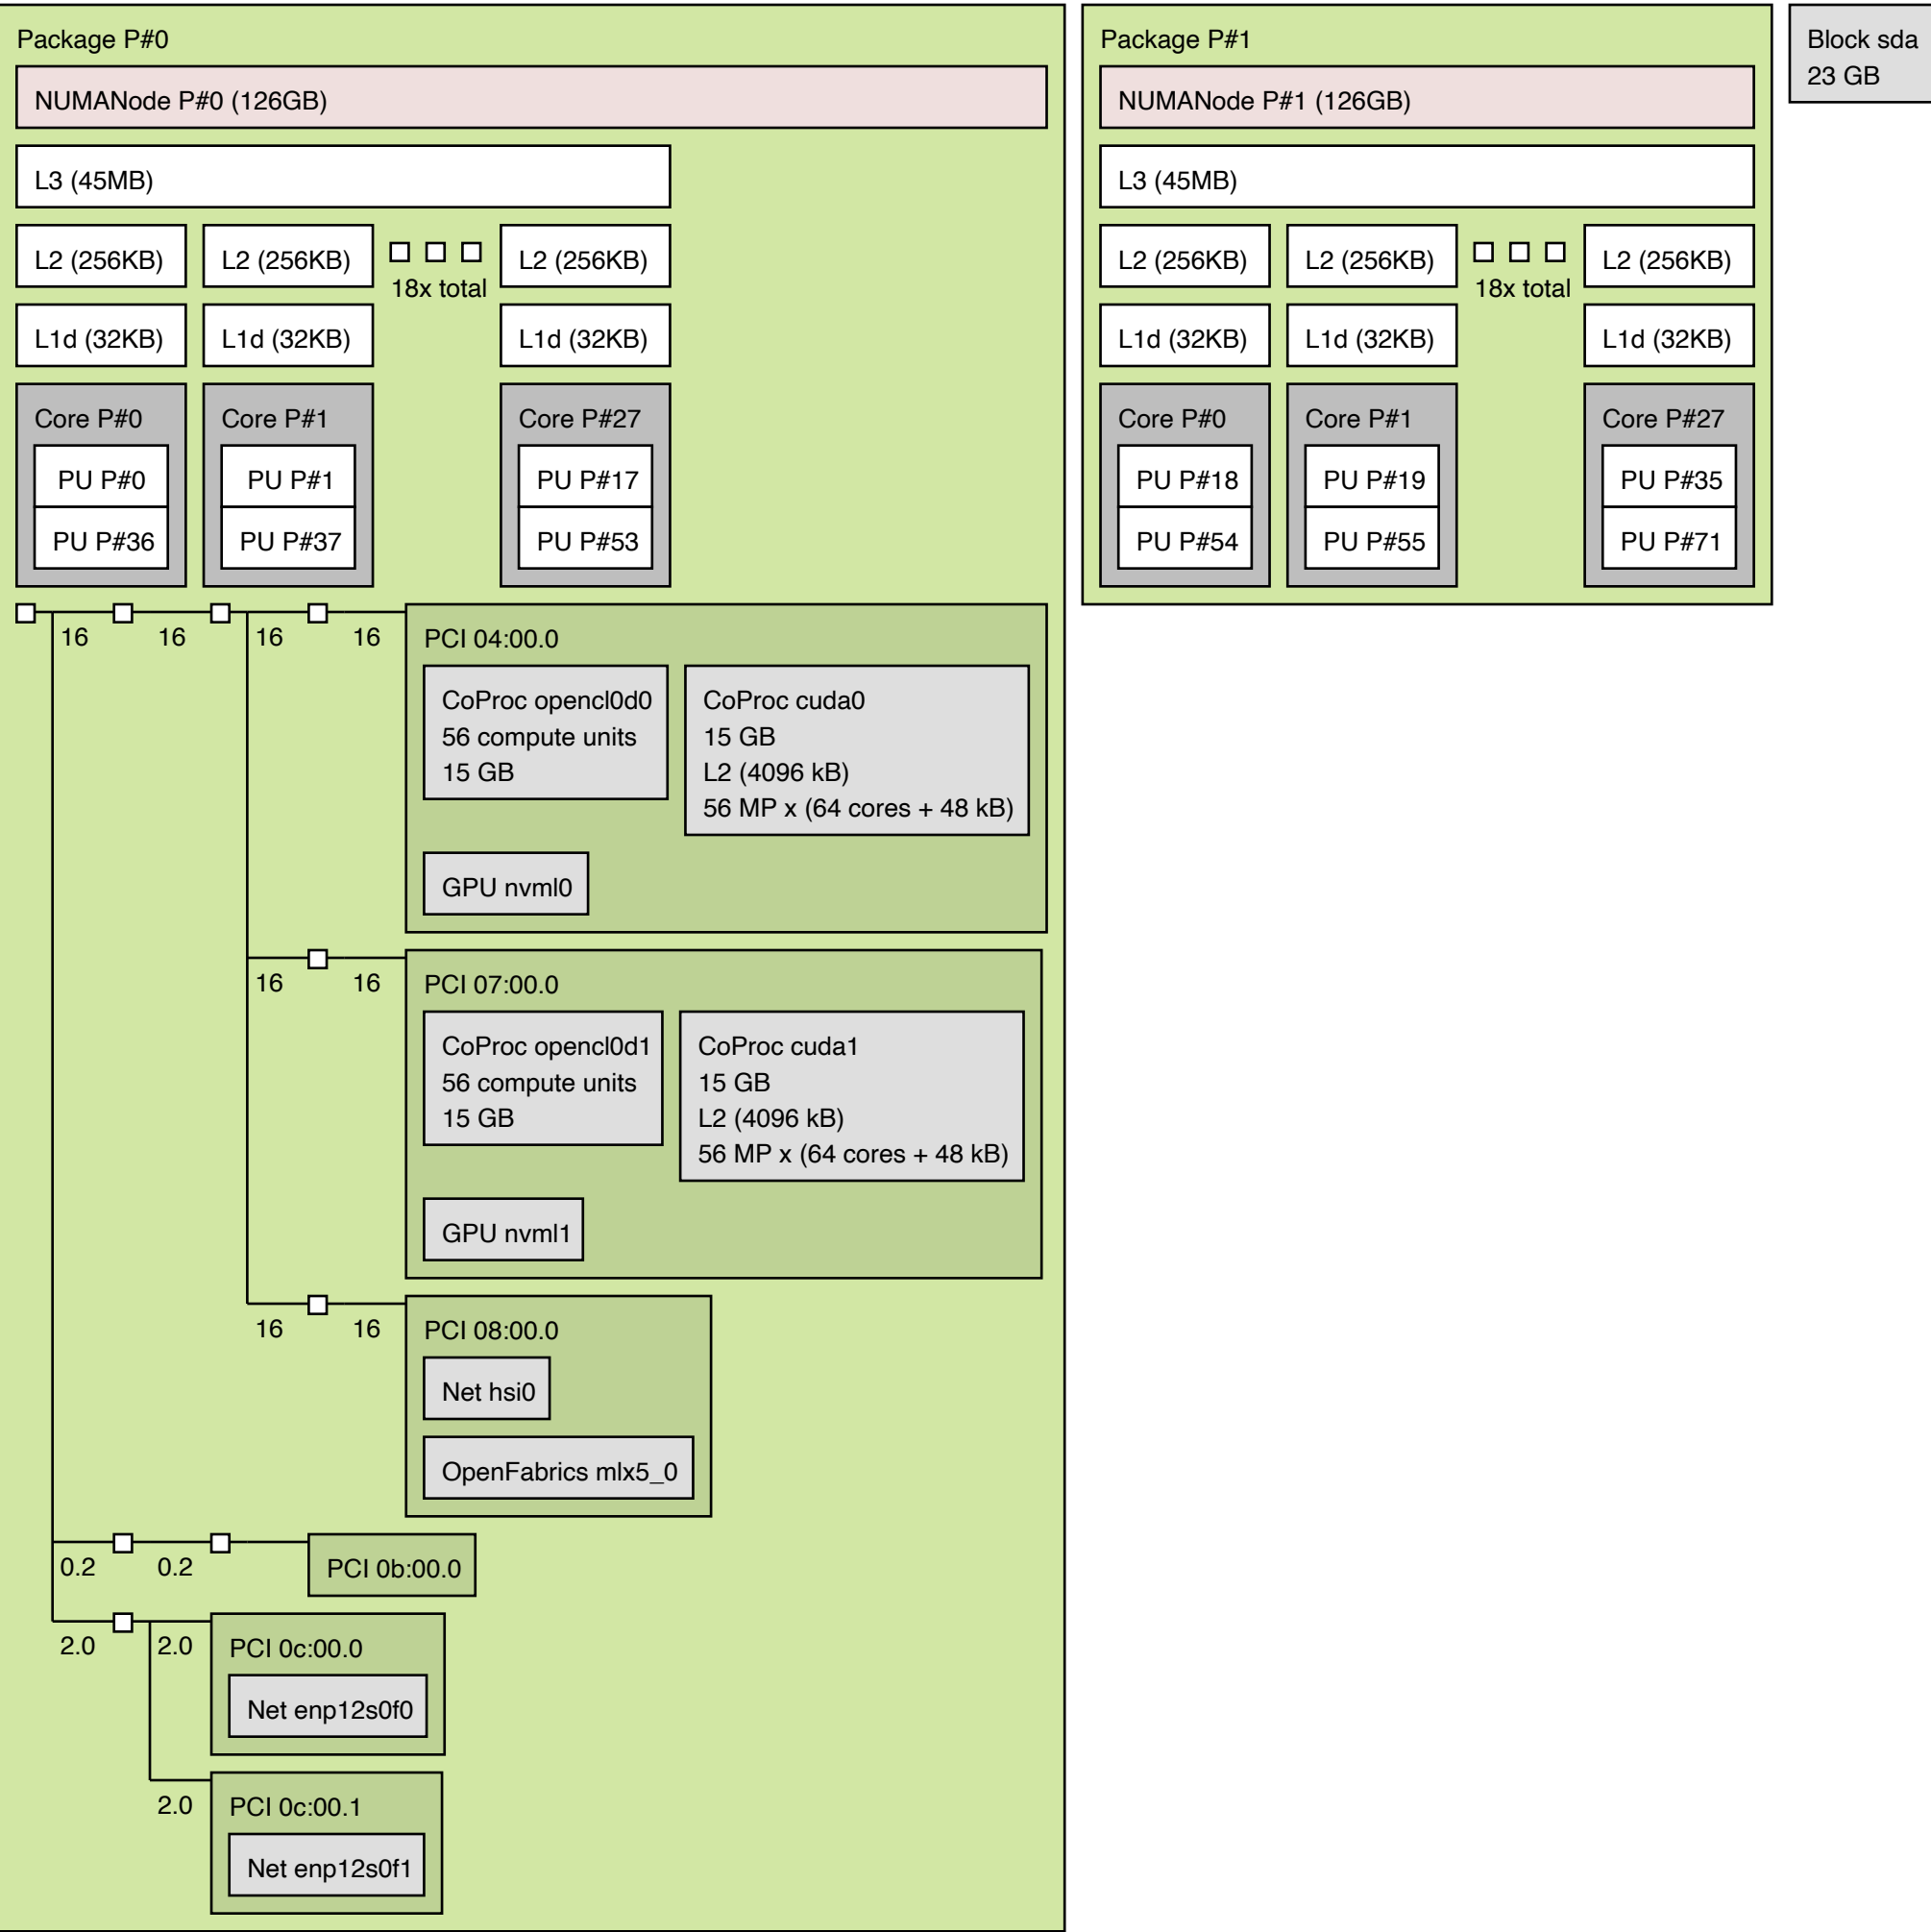 Package P#0
NUMANode P#0 (126GB)
L3 (45MB)
L2 (256KB) L2 (256KB) L2 (256KB)
18x total
L1d (32KB) L1d (32KB) L1d (32KB)
Core P#0 Core P#1 Core P#27
PU P#0 PU P#1 PU P#17
PU P#36 PU P#37 PU P#53
16 16 16 16
PCI 04:00.0
CoProc opencl0d0
56 compute units
15 GB
CoProc cuda0
15 GB
L2 (4096 kB)
56 MP x (64 cores + 48 kB)
GPU nvml0
16 16
PCI 07:00.0
CoProc opencl0d1
56 compute units
15 GB
CoProc cuda1
15 GB
L2 (4096 kB)
56 MP x (64 cores + 48 kB)
GPU nvml1
16 16
PCI 08:00.0
Net hsi0
OpenFabrics mlx5_0
0.2 0.2
PCI 0b:00.0
2.0 2.0
PCI 0c:00.0
Net enp12s0f0
2.0
PCI 0c:00.1
Net enp12s0f1
Package P#1
NUMANode P#1 (126GB)
L3 (45MB)
L2 (256KB) L2 (256KB) L2 (256KB)
18x total
L1d (32KB) L1d (32KB) L1d (32KB)
Core P#0 Core P#1 Core P#27
PU P#18 PU P#19 PU P#35
PU P#54 PU P#55 PU P#71
Block sda
23 GB